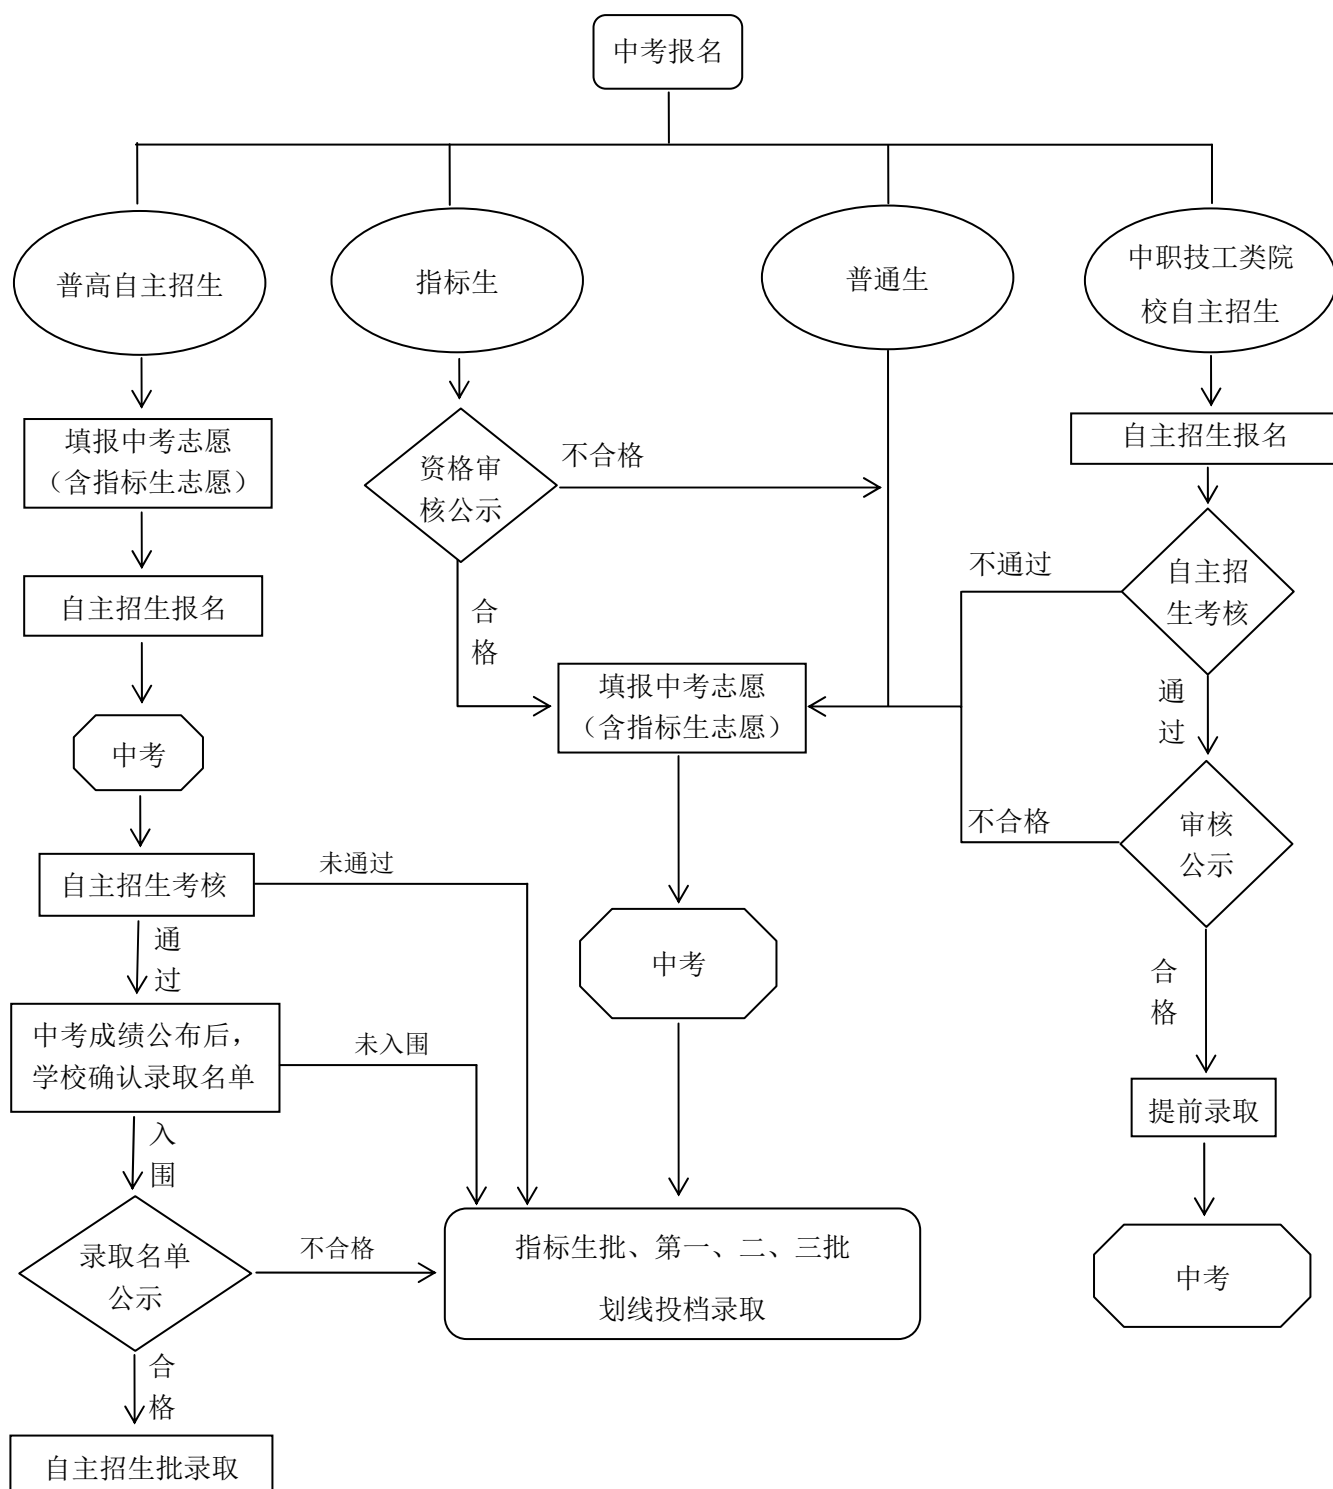 中考报名
普高自主招生
指标生
普通生
中职技工类院
校自主招生
填报中考志愿
（含指标生志愿）
自主招生报名
中考
自主招生考核
未通过
通
过
中考成绩公布后，
学校确认录取名单
未入围
入
围
录取名单
公示
不合格
合
格
自主招生批录取
资格审
核公示
不合格
合
格
填报中考志愿
（含指标生志愿）
中考
指标生批、第一、二、三批
划线投档录取
自主招生报名
自主招
生考核
不通过
通
过
审核
公示
不合格
合
格
提前录取
中考